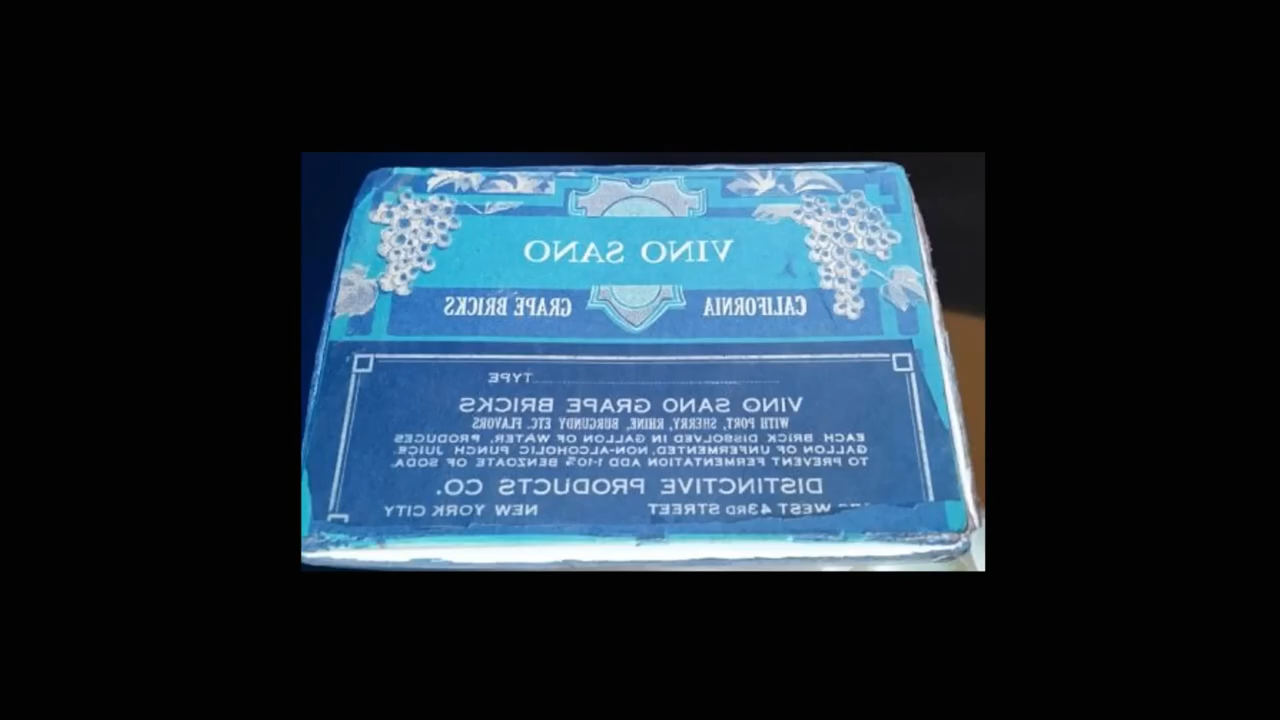 VINO SANO
CALIFORNIA GRAPE BRICKS
TYPE
VINO SANO GRAPE BRICKS
WITH PORT, SHERRY, RHINE, BURGUNDY ETC. FLAVORS
EACH BRICK DISSOLVED IN GALLON OF WATER, PRODUCES
GALLON OF UNFERMENTED, NON-ALCOHOLIC PUNCH JUICE.
TO PREVENT FERMENTATION ADD 1-10% BENZOATE OF SODA.
DISTINCTIVE PRODUCTS CO.
WEST 43RD STREET NEW YORK CITY